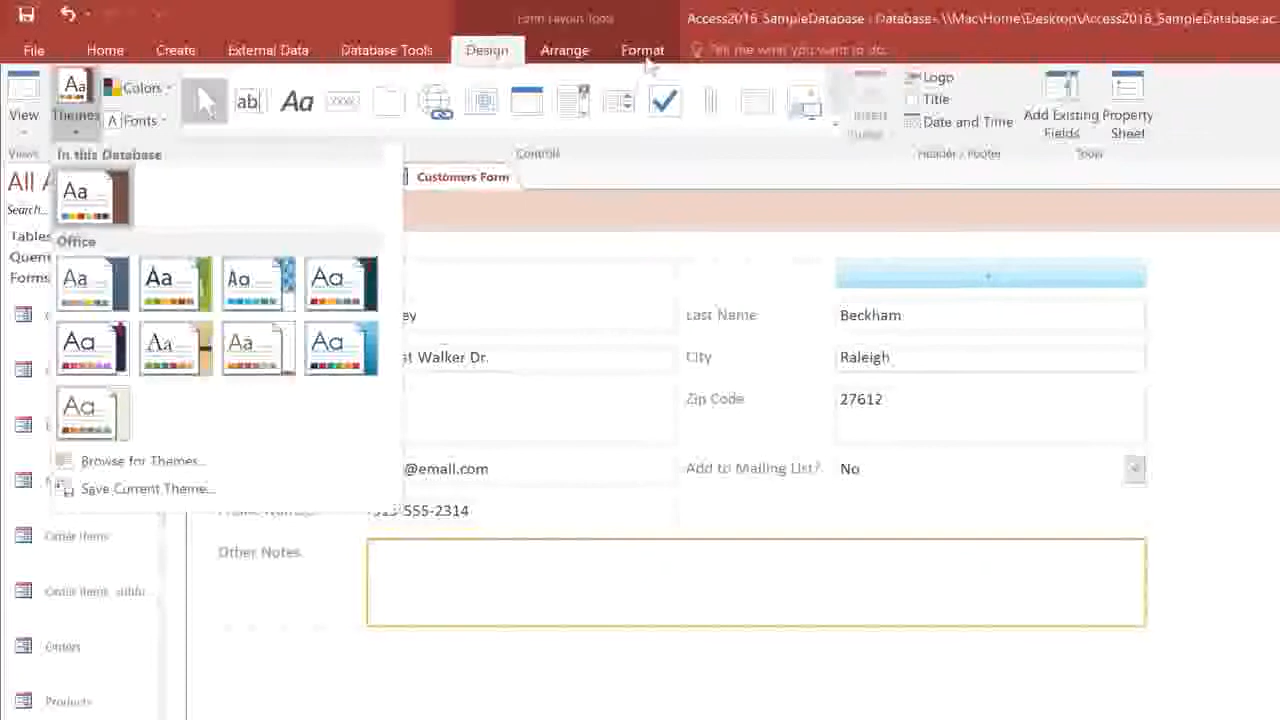 Form Layout Tools
Access2016_SampleDatabase : Database- \\Mac\Home\Desktop\Access2016_SampleDatabase.ac
File Home Create External Data Database Tools Design Arrange Format Tell me what you want to do.
View
Themes
Colors
Fonts
ab|
Aa
XXXX
Logo
Title
Date and Time
Add Existing Fields
Property Sheet
Views
Controls
Header / Footer
Tools
In this Database
Aa
Office
Aa Aa Aa Aa
Aa Aa Aa Aa
Aa
Browse for Themes...
Save Current Theme...
All A
Search...
Tables
Forms
Order Items
Orders
Products
Customers Form
ey
Last Name
Beckham
st Walker Dr.
City
Raleigh
Zip Code
27612
@email.com
Add to Mailing List?
No
555-2314
Other Notes